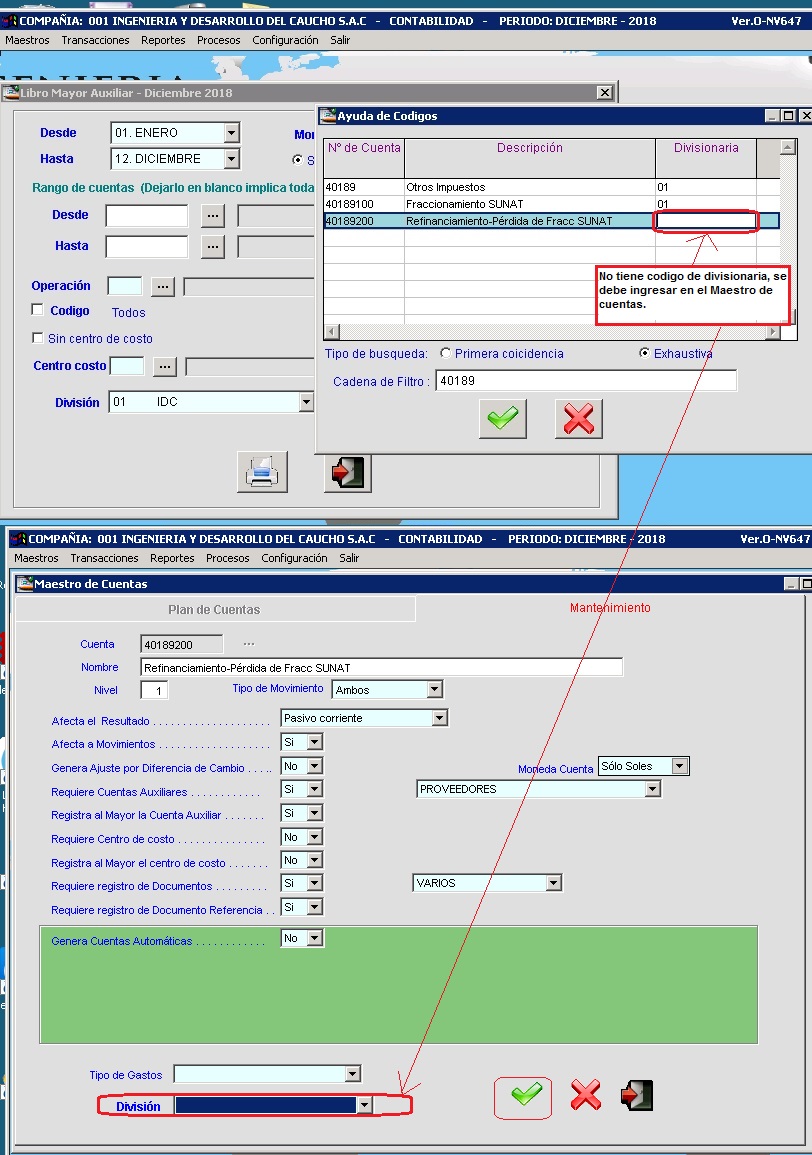 COMPAÑIA: 001 INGENIERIA Y DESARROLLO DEL CAUCHO S.A.C - CONTABILIDAD - PERIODO: DICIEMBRE - 2018 Ver.O-NV647
Maestros Transacciones Reportes Procesos Configuración Salir
Libro Mayor Auxiliar - Diciembre 2018
Desde 01. ENERO
Hasta 12. DICIEMBRE
Rango de cuentas (Dejarlo en blanco implica toda
Desde ...
Hasta ...
Operación ...
Codigo Todos
Sin centro de costo
Centro costo ...
División 01 IDC
Ayuda de Codigos
Nº de Cuenta Descripción Divisionaria
40189 Otros Impuestos 01
40189100 Fraccionamiento SUNAT 01
40189200 Refinanciamiento-Pérdida de Fracc SUNAT
No tiene codigo de divisionaria, se
debe ingresar en el Maestro de
cuentas.
Tipo de busqueda: Primera coicidencia Exhaustiva
Cadena de Filtro : 40189
COMPAÑIA: 001 INGENIERIA Y DESARROLLO DEL CAUCHO S.A.C - CONTABILIDAD - PERIODO: DICIEMBRE - 2018 Ver.O-NV647
Maestros Transacciones Reportes Procesos Configuración Salir
Maestro de Cuentas
Plan de Cuentas Mantenimiento
Cuenta 40189200 ...
Nombre Refinanciamiento-Pérdida de Fracc SUNAT
Nivel 1 Tipo de Movimiento Ambos
Afecta el Resultado . . . . . . . . . . . . . . . . . . . . Pasivo corriente
Afecta a Movimientos . . . . . . . . . . . . . . . . . . . Si
Genera Ajuste por Diferencia de Cambio . . . . . No Moneda Cuenta Sólo Soles
Requiere Cuentas Auxiliares . . . . . . . . . . . . Si PROVEEDORES
Registra al Mayor la Cuenta Auxiliar . . . . . . . Si
Requiere Centro de costo . . . . . . . . . . . . . . . No
Registra al Mayor el centro de costo . . . . . . . No
Requiere registro de Documentos . . . . . . . . . Si VARIOS
Requiere registro de Documento Referencia . . Si
Genera Cuentas Automáticas . . . . . . . . . . . . No
Tipo de Gastos
División